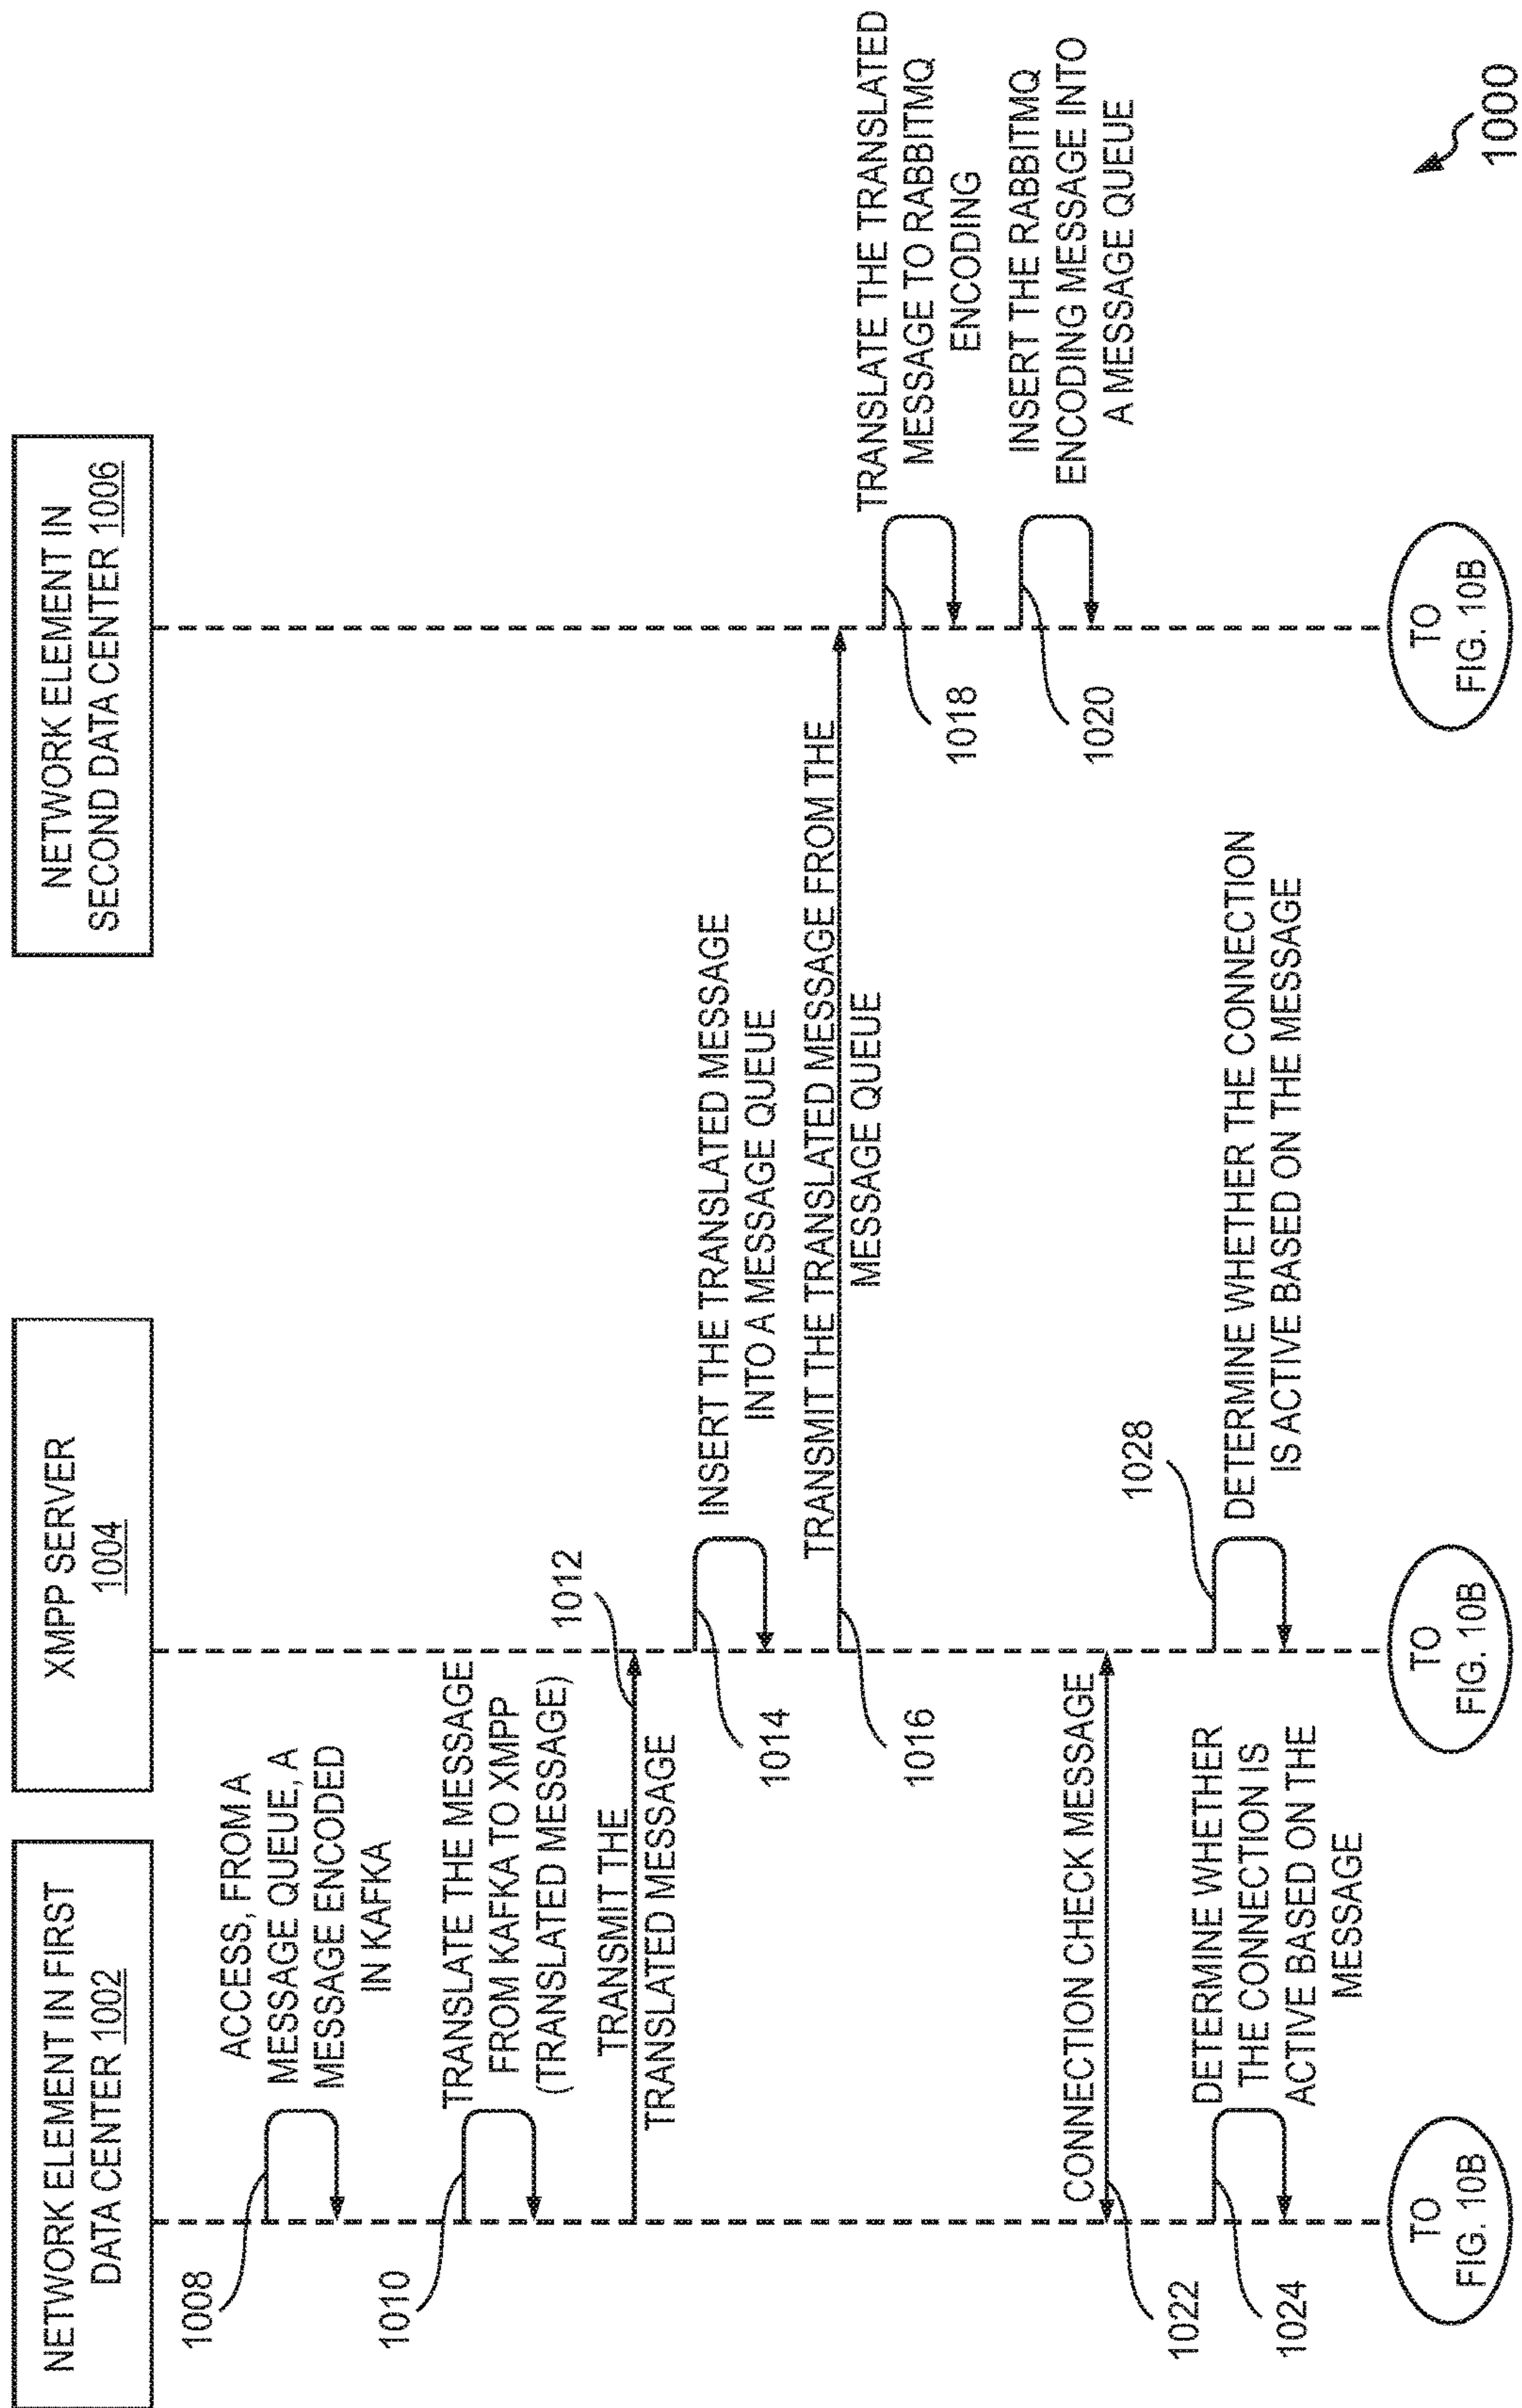 NETWORK ELEMENT IN FIRST
DATA CENTER 1002
XMPP SERVER
1004
NETWORK ELEMENT IN
SECOND DATA CENTER 1006
1008
ACCESS, FROM A
MESSAGE QUEUE, A
MESSAGE ENCODED
IN KAFKA
1010
TRANSLATE THE MESSAGE
FROM KAFKA TO XMPP
(TRANSLATED MESSAGE)
TRANSMIT THE
TRANSLATED MESSAGE
1012
INSERT THE TRANSLATED MESSAGE
INTO A MESSAGE QUEUE
1014
TRANSMIT THE TRANSLATED MESSAGE FROM THE
MESSAGE QUEUE
1016
TRANSLATE THE TRANSLATED
MESSAGE TO RABBITMQ
ENCODING
1018
INSERT THE RABBITMQ
ENCODING MESSAGE INTO
A MESSAGE QUEUE
1020
CONNECTION CHECK MESSAGE
1022
DETERMINE WHETHER
THE CONNECTION IS
ACTIVE BASED ON THE
MESSAGE
1024
1028
DETERMINE WHETHER THE CONNECTION
IS ACTIVE BASED ON THE MESSAGE
TO
FIG. 10B
TO
FIG. 10B
TO
FIG. 10B
1000